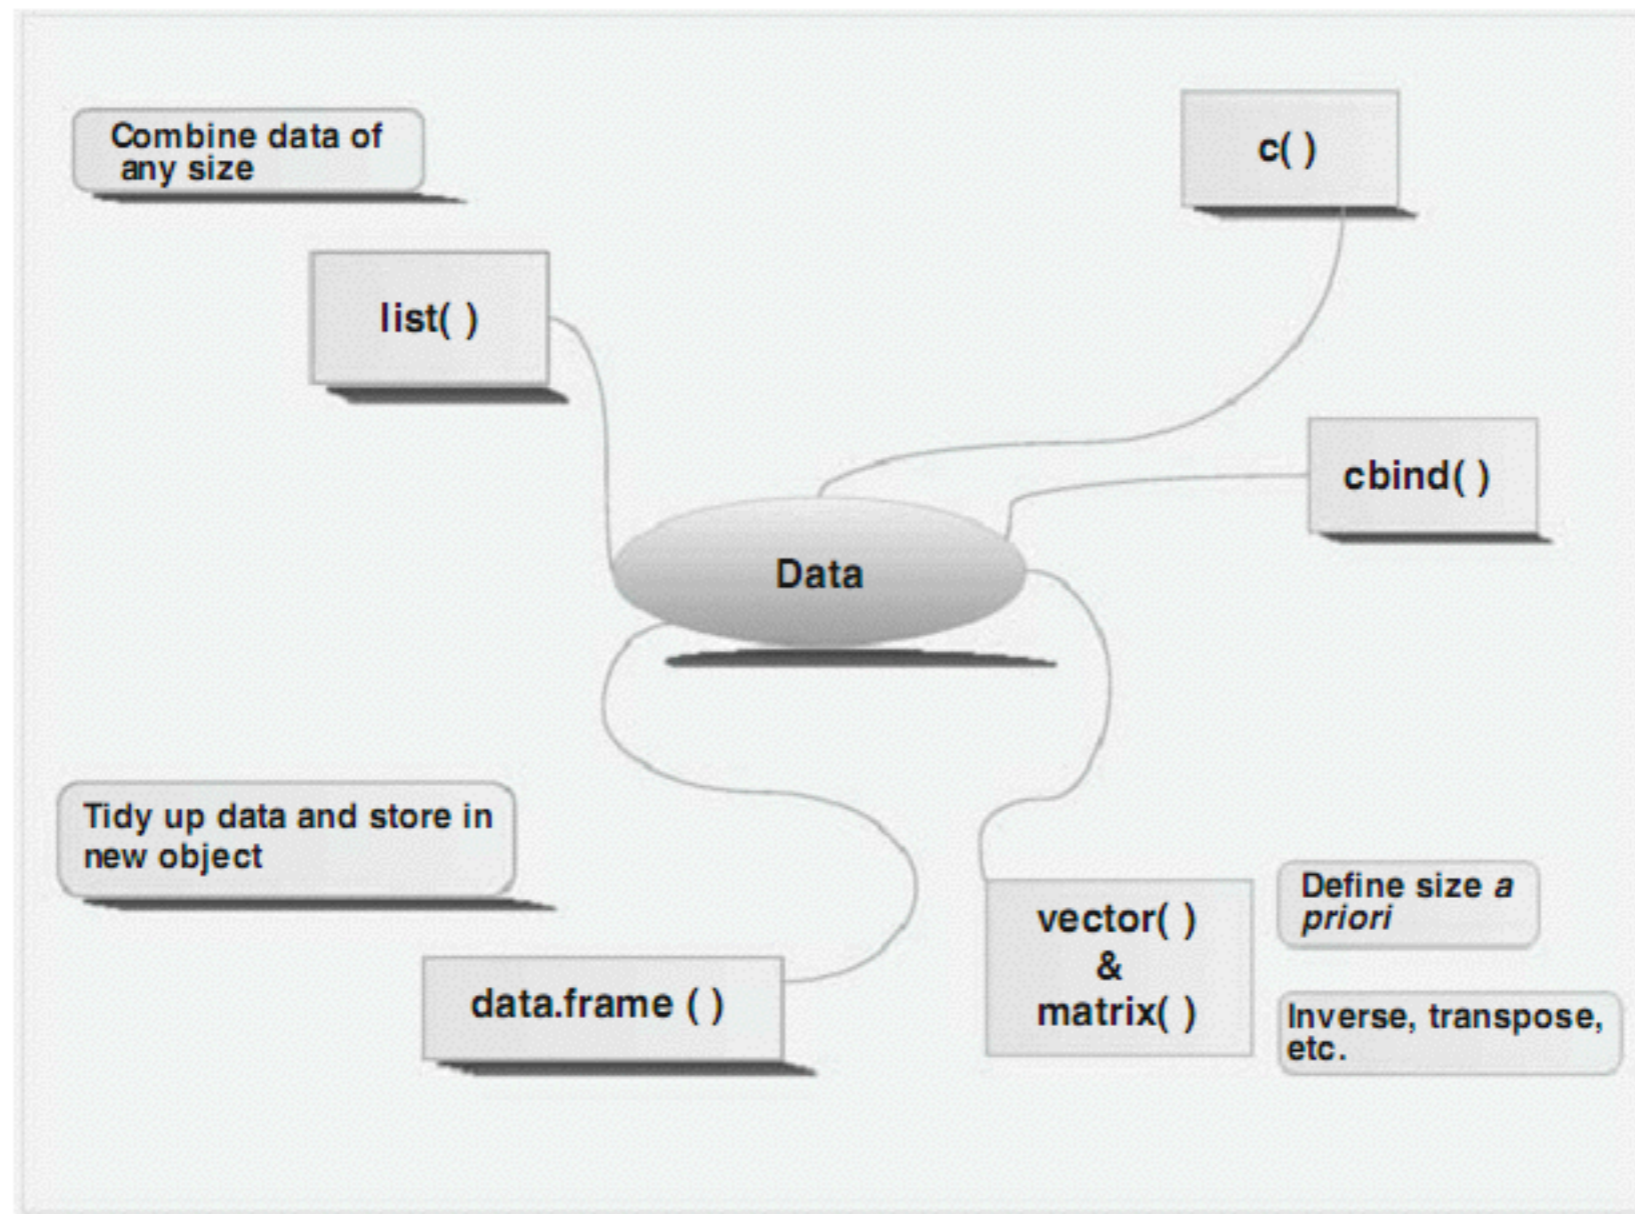 Combine data of
any size
c( )
list( )
cbind( )
Data
Tidy up data and store in
new object
vector( )
&
matrix( )
Define size a
priori
data.frame ( )
Inverse, transpose,
etc.